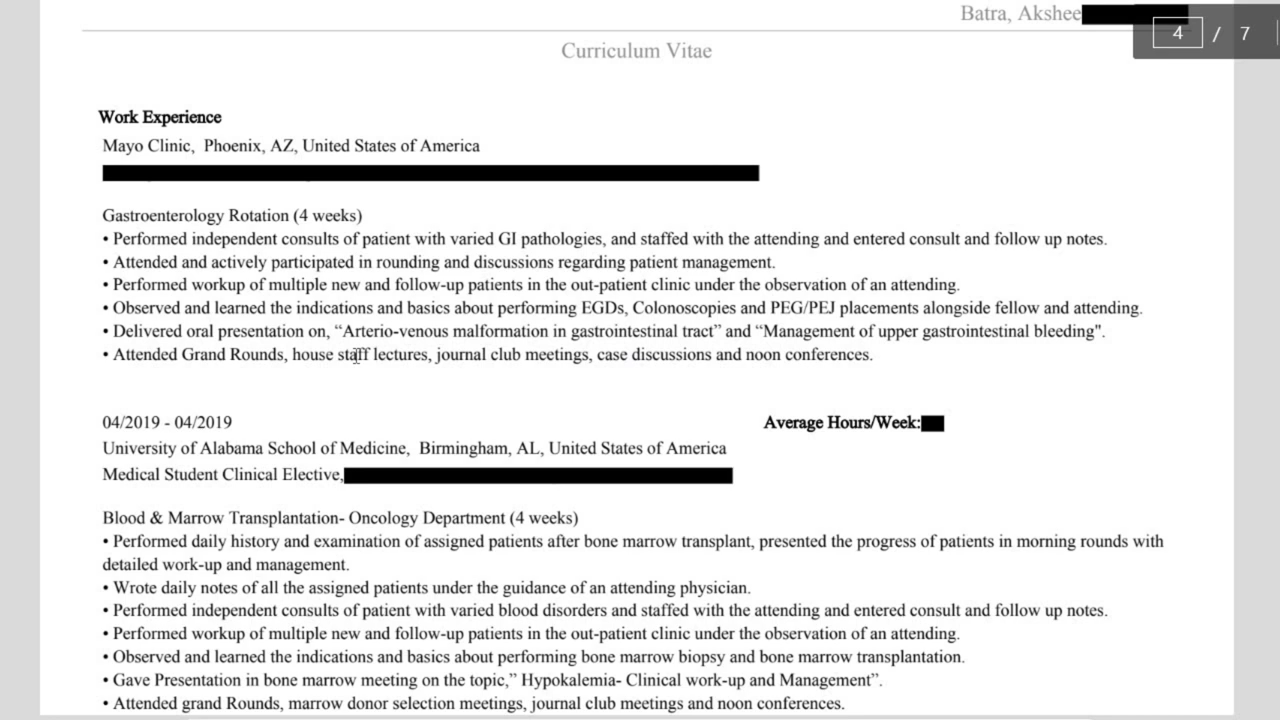 Batra, Akshee
4 / 7
Curriculum Vitae
Work Experience
Mayo Clinic, Phoenix, AZ, United States of America
Gastroenterology Rotation (4 weeks)
• Performed independent consults of patient with varied GI pathologies, and staffed with the attending and entered consult and follow up notes.
• Attended and actively participated in rounding and discussions regarding patient management.
• Performed workup of multiple new and follow-up patients in the out-patient clinic under the observation of an attending.
• Observed and learned the indications and basics about performing EGDs, Colonoscopies and PEG/PEJ placements alongside fellow and attending.
• Delivered oral presentation on, “Arterio-venous malformation in gastrointestinal tract” and “Management of upper gastrointestinal bleeding".
• Attended Grand Rounds, house staff lectures, journal club meetings, case discussions and noon conferences.
04/2019 - 04/2019 Average Hours/Week:
University of Alabama School of Medicine, Birmingham, AL, United States of America
Medical Student Clinical Elective,
Blood & Marrow Transplantation- Oncology Department (4 weeks)
• Performed daily history and examination of assigned patients after bone marrow transplant, presented the progress of patients in morning rounds with
detailed work-up and management.
• Wrote daily notes of all the assigned patients under the guidance of an attending physician.
• Performed independent consults of patient with varied blood disorders and staffed with the attending and entered consult and follow up notes.
• Performed workup of multiple new and follow-up patients in the out-patient clinic under the observation of an attending.
• Observed and learned the indications and basics about performing bone marrow biopsy and bone marrow transplantation.
• Gave Presentation in bone marrow meeting on the topic,” Hypokalemia- Clinical work-up and Management”.
• Attended grand Rounds, marrow donor selection meetings, journal club meetings and noon conferences.